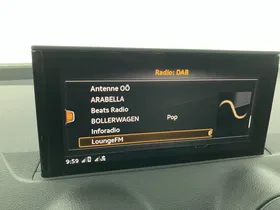 Radio: DAB
Antenne OÖ
ARABELLA
Beats Radio
BOLLERWAGEN Pop
Inforadio
LoungeFM
9:59